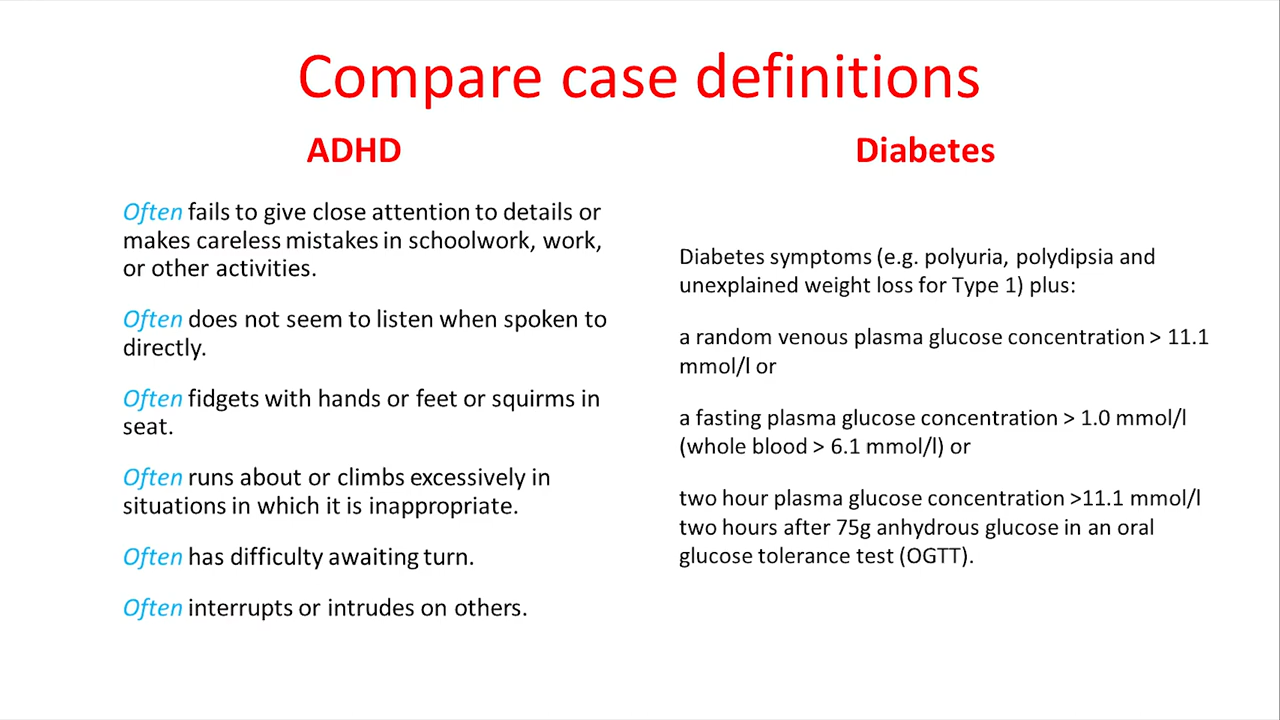 Compare case definitions
ADHD
Often fails to give close attention to details or
makes careless mistakes in schoolwork, work,
or other activities.
Often does not seem to listen when spoken to
directly.
Often fidgets with hands or feet or squirms in
seat.
Often runs about or climbs excessively in
situations in which it is inappropriate.
Often has difficulty awaiting turn.
Often interrupts or intrudes on others.
Diabetes
Diabetes symptoms (e.g. polyuria, polydipsia and
unexplained weight loss for Type 1) plus:
a random venous plasma glucose concentration > 11.1
mmol/l or
a fasting plasma glucose concentration > 1.0 mmol/l
(whole blood > 6.1 mmol/l) or
two hour plasma glucose concentration >11.1 mmol/l
two hours after 75g anhydrous glucose in an oral
glucose tolerance test (OGTT).